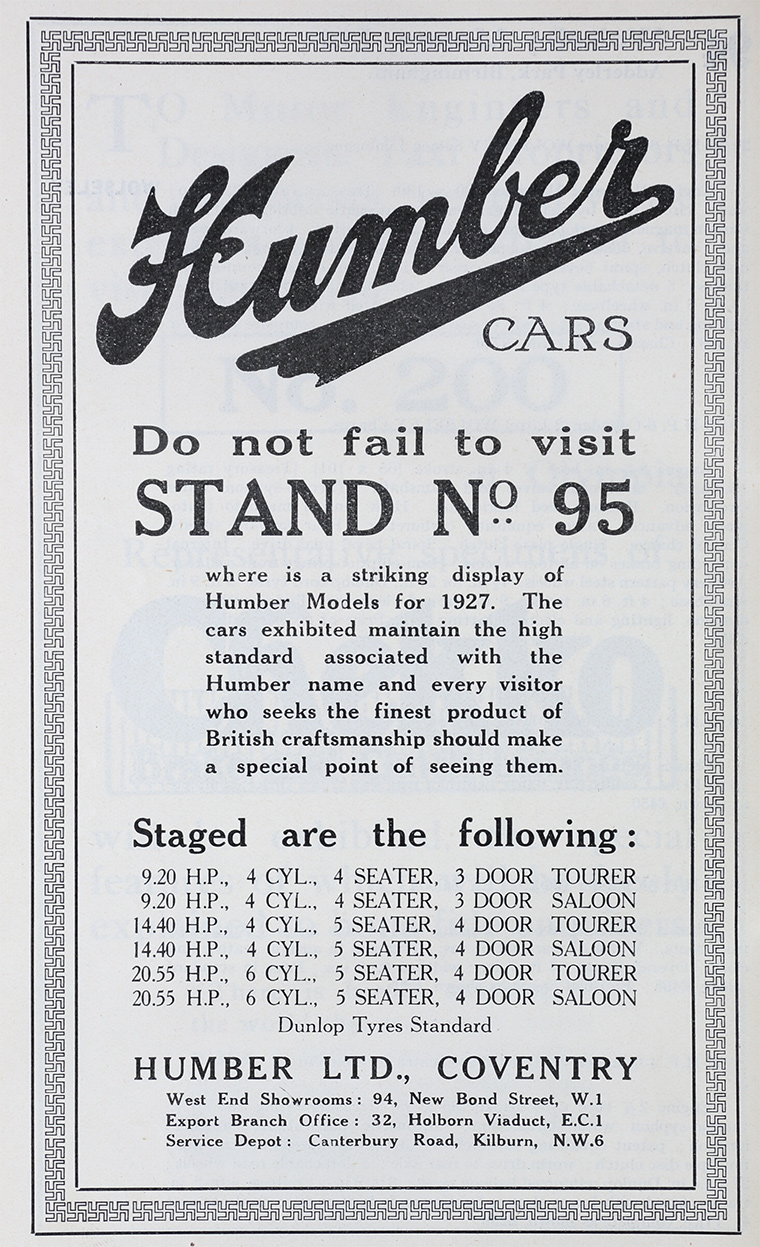 Humber
CARS
Do not fail to visit
STAND No. 95
where is a striking display of
Humber Models for 1927. The
cars exhibited maintain the high
standard associated with the
Humber name and every visitor
who seeks the finest product of
British craftsmanship should make
a special point of seeing them.
Staged are the following:
9.20 H.P., 4 CYL., 4 SEATER, 3 DOOR TOURER
9.20 H.P., 4 CYL., 4 SEATER, 3 DOOR SALOON
14.40 H.P., 4 CYL., 5 SEATER, 4 DOOR TOURER
14.40 H.P., 4 CYL., 5 SEATER, 4 DOOR SALOON
20.55 H.P., 6 CYL., 5 SEATER, 4 DOOR TOURER
20.55 H.P., 6 CYL., 5 SEATER, 4 DOOR SALOON
Dunlop Tyres Standard
HUMBER LTD., COVENTRY
West End Showrooms: 94, New Bond Street, W.1
Export Branch Office: 32, Holborn Viaduct, E.C.1
Service Depot: Canterbury Road, Kilburn, N.W.6